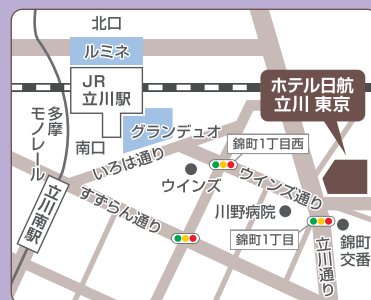 北口
ルミネ
JR
立川駅
ホテル日航
立川 東京
多摩
モノレール
グランデュオ
南口
いろは通り
錦町1丁目西
ウインズ
ウインズ通り
立川南駅
すずらん通り
川野病院
錦町1丁目
錦町
交番
立川通り